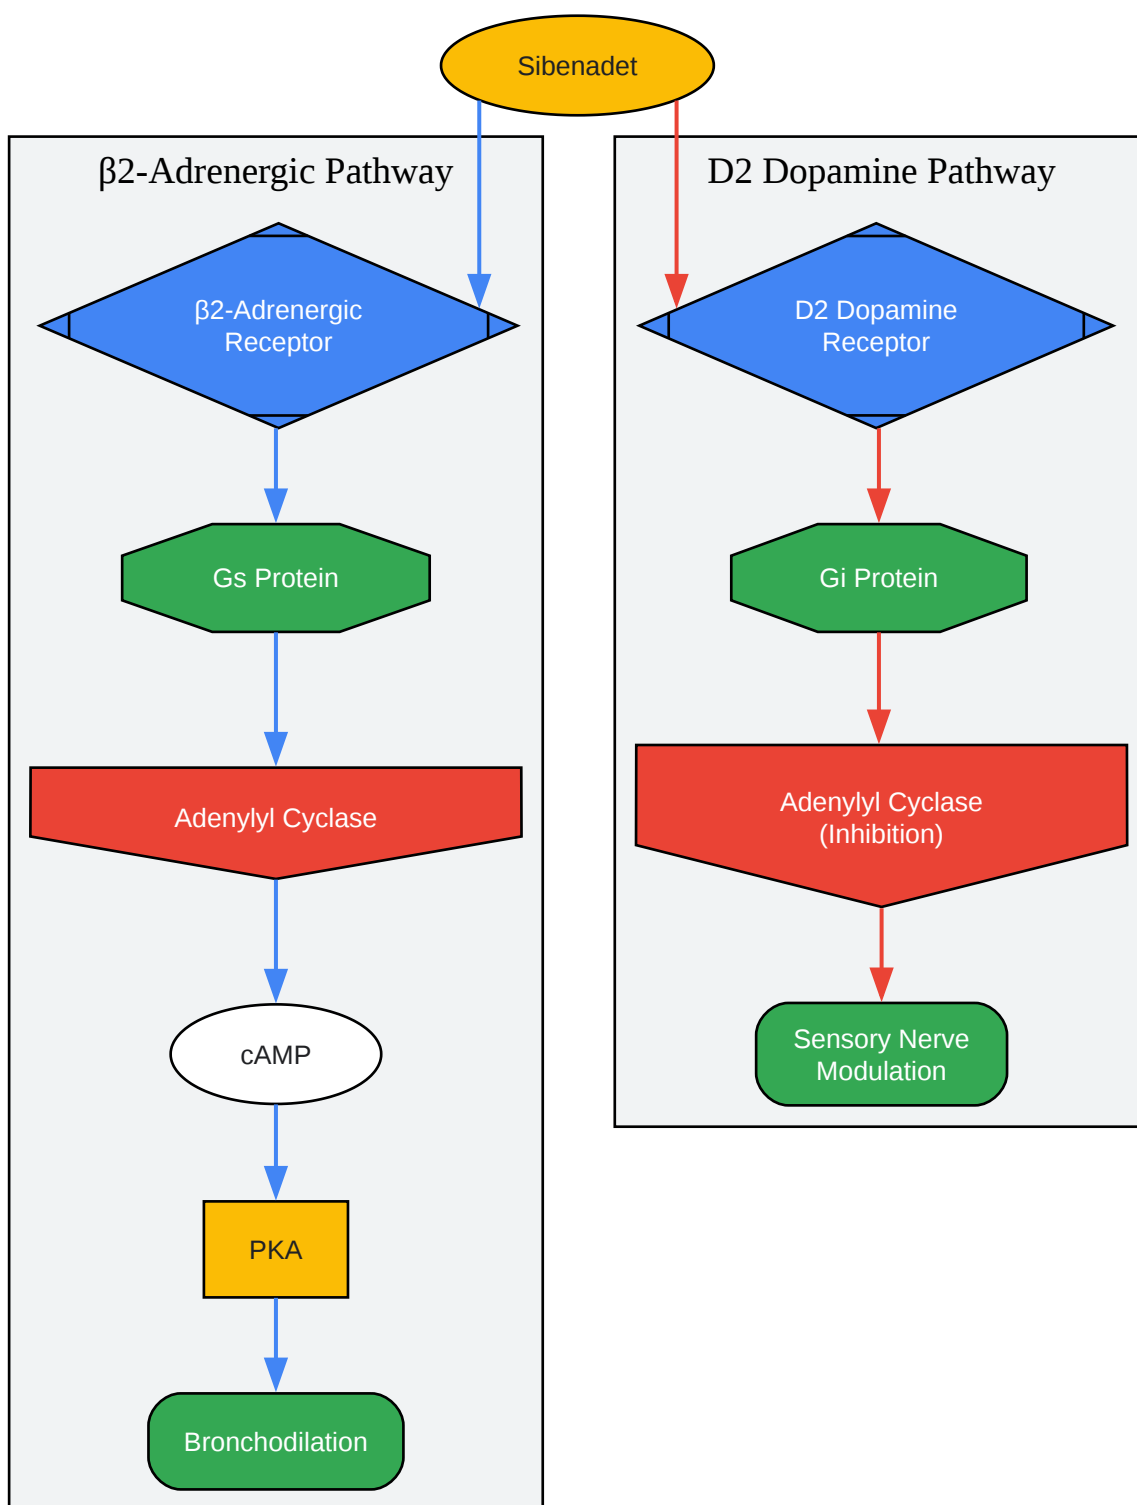 Sibenadet
β2-Adrenergic Pathway
β2-Adrenergic
Receptor
Gs Protein
Adenylyl Cyclase
cAMP
PKA
Bronchodilation
D2 Dopamine Pathway
D2 Dopamine
Receptor
Gi Protein
Adenylyl Cyclase
(Inhibition)
Sensory Nerve
Modulation